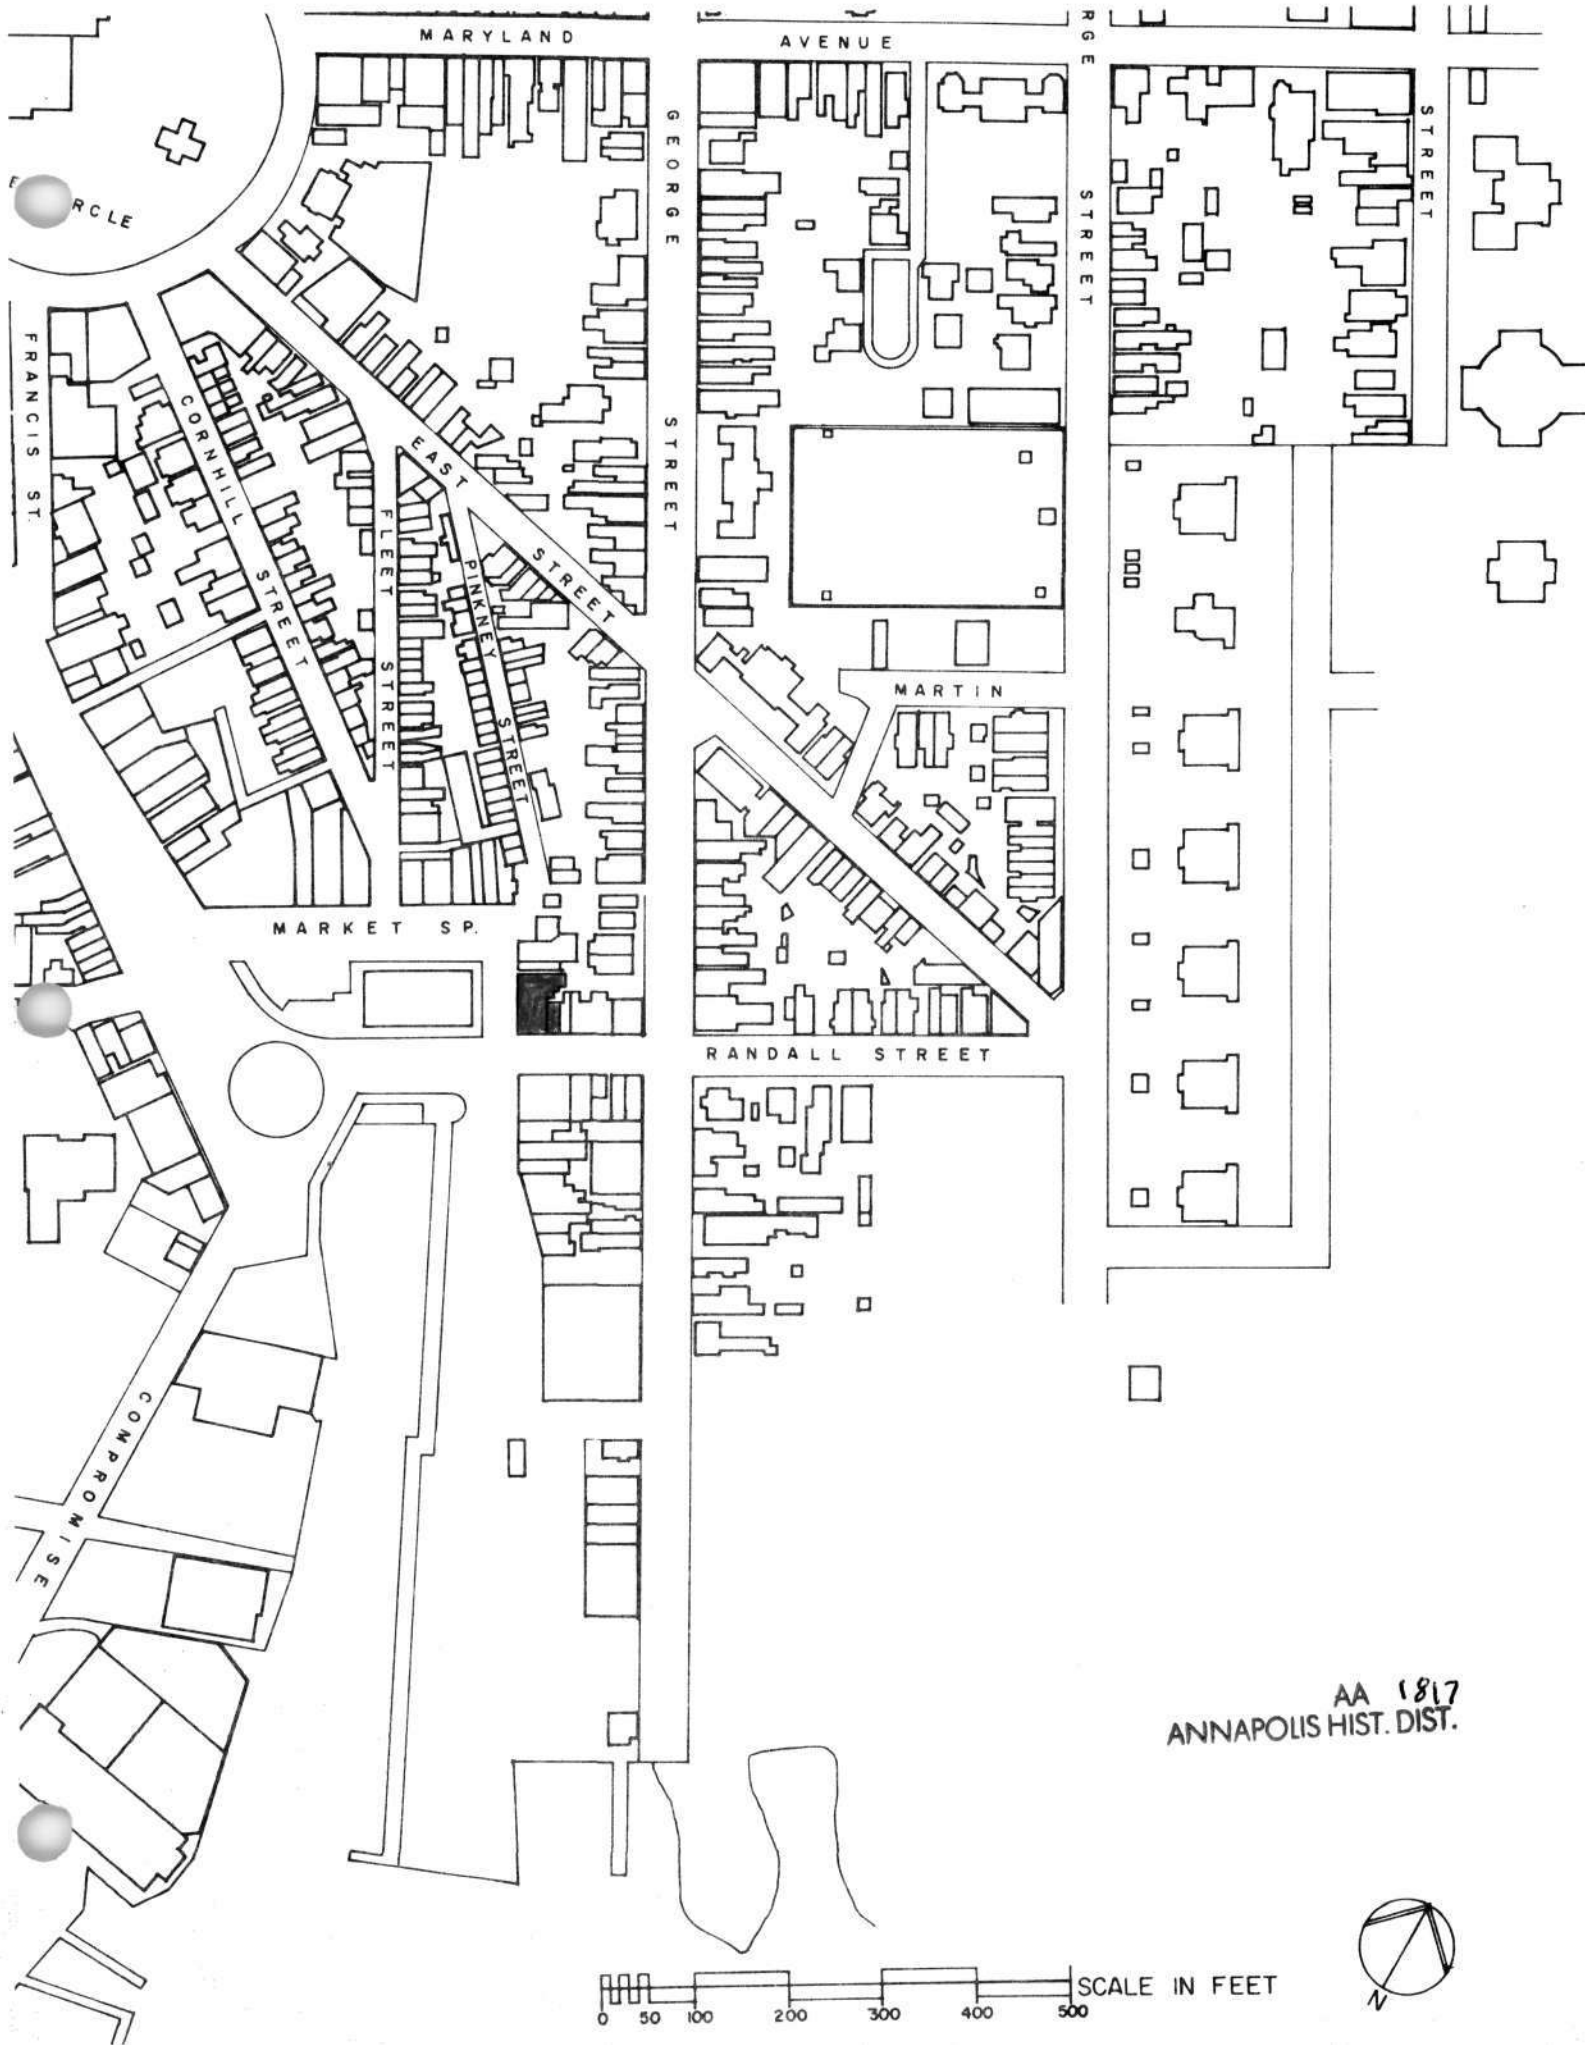 MARYLAND AVENUE
RGE
STREET
GEORGE
STREET
STREET
RCLE
FRANCIS ST.
CORNHILL
STREET
EAST
STREET
FLEET
STREET
PINKNEY
STREET
MARTIN
MARKET SP.
RANDALL STREET
COMPROMISE
AA 1817
ANNAPOLIS HIST. DIST.
SCALE IN FEET
0 50 100 200 300 400 500
N